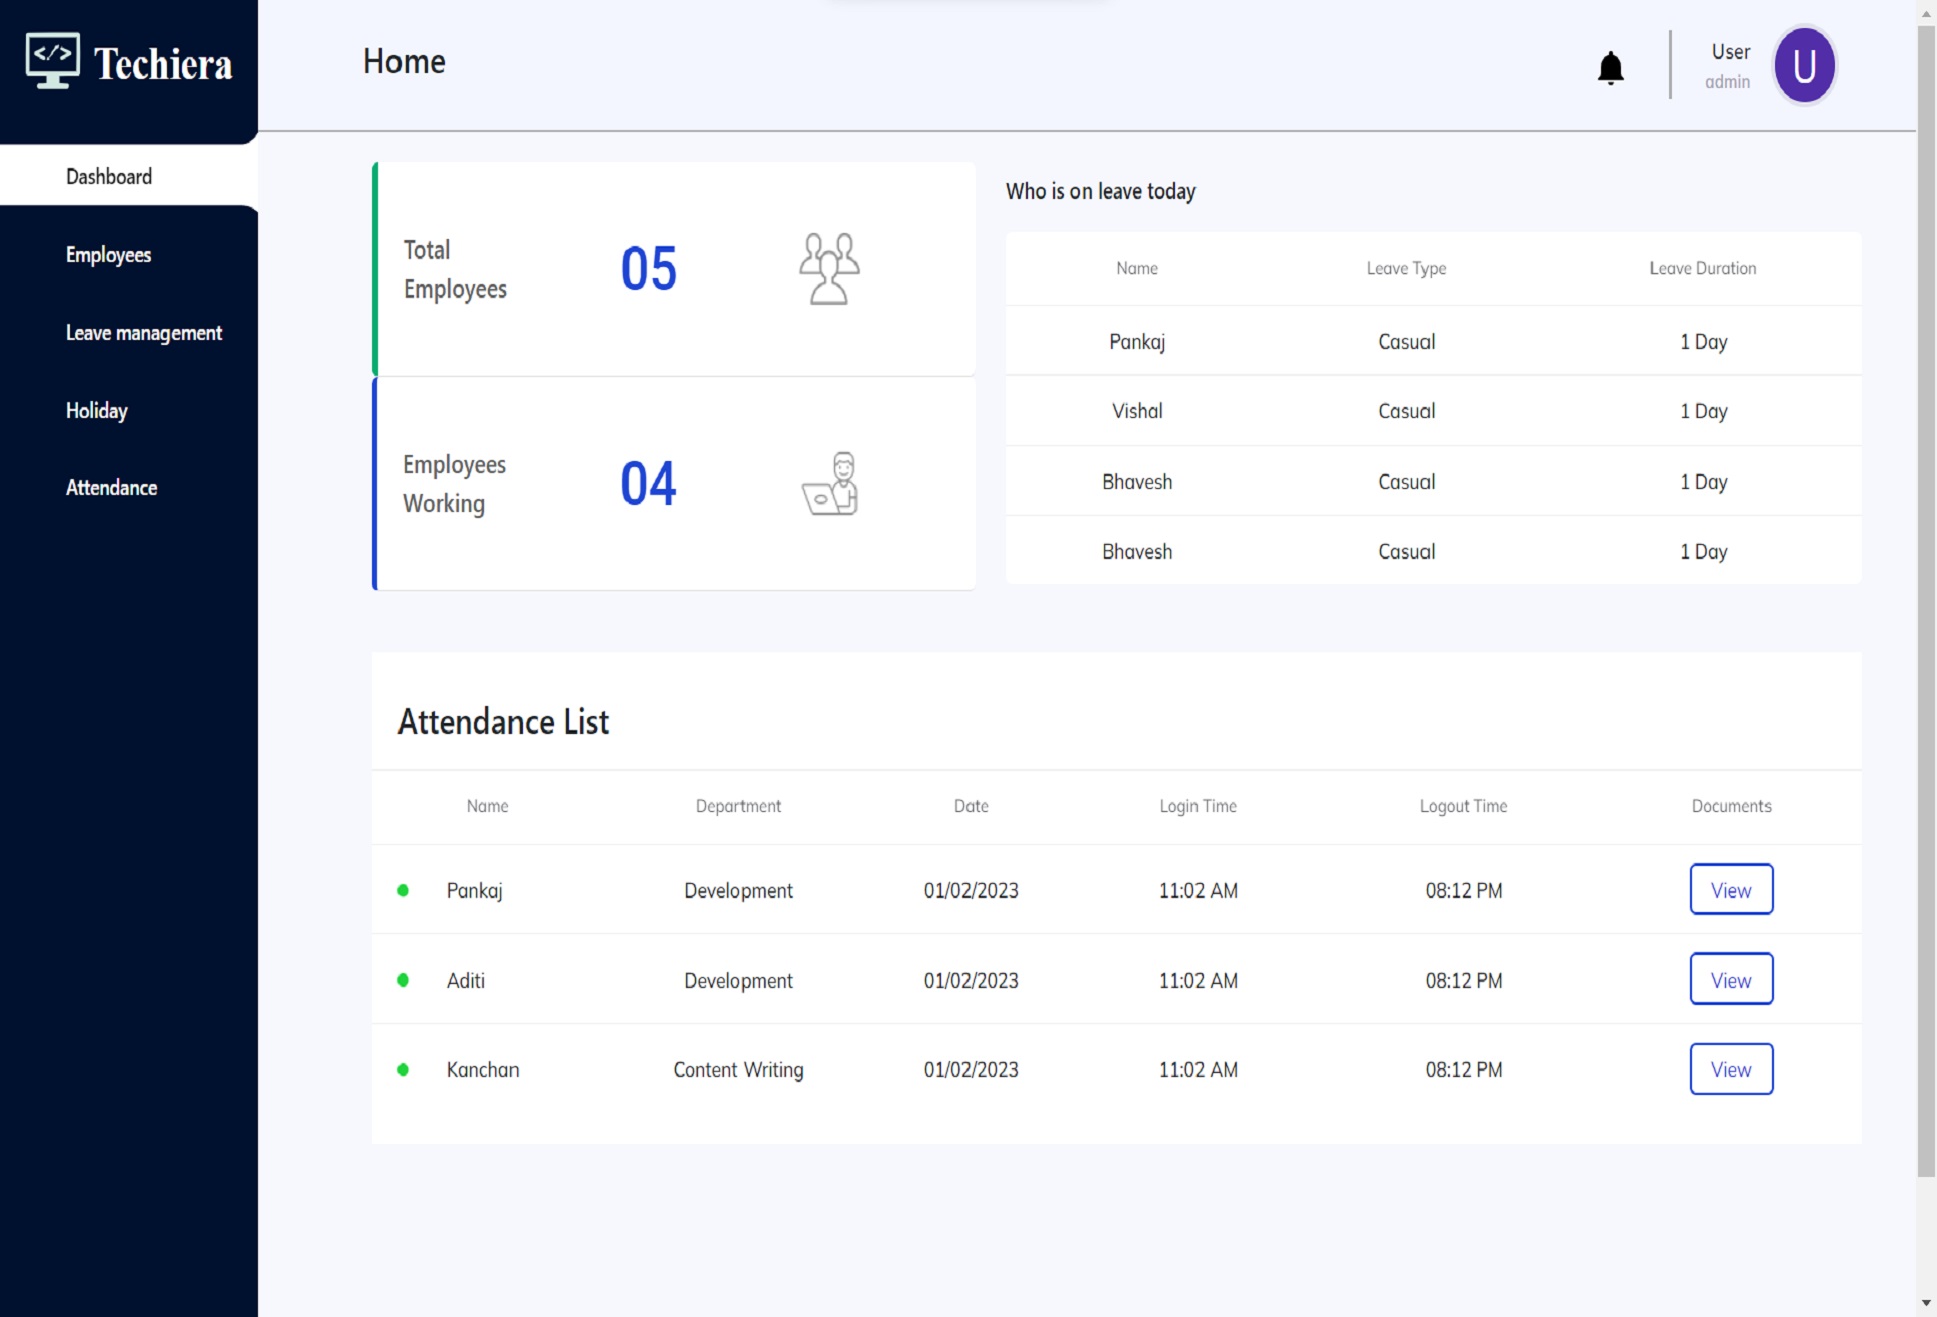 </> Techiera
Home
User
admin
U
Dashboard
Employees
Leave management
Holiday
Attendance
Total
Employees
05
Employees
Working
04
Who is on leave today
Name Leave Type Leave Duration
Pankaj Casual 1 Day
Vishal Casual 1 Day
Bhavesh Casual 1 Day
Bhavesh Casual 1 Day
Attendance List
Name Department Date Login Time Logout Time Documents
Pankaj Development 01/02/2023 11:02 AM 08:12 PM View
Aditi Development 01/02/2023 11:02 AM 08:12 PM View
Kanchan Content Writing 01/02/2023 11:02 AM 08:12 PM View